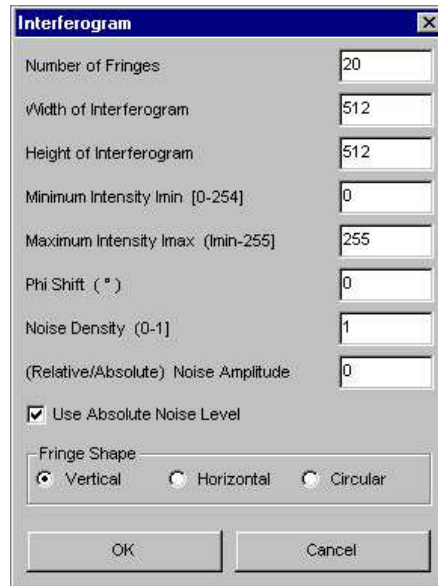 Interferogram
Number of Fringes 20
Width of Interferogram 512
Height of Interferogram 512
Minimum Intensity Imin [0-254] 0
Maximum Intensity Imax (Imin-255] 255
Phi Shift ( ° ) 0
Noise Density (0-1] 1
(Relative/Absolute) Noise Amplitude 0
Use Absolute Noise Level
Fringe Shape
Vertical Horizontal Circular
OK Cancel